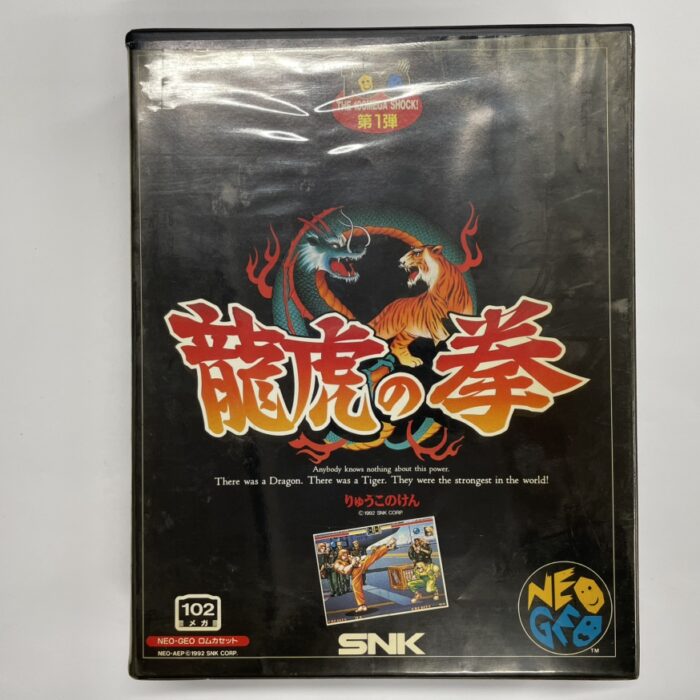 THE 100MEGA SHOCK!
第1弾
龍虎の拳
Anybody knows nothing about this power.
There was a Dragon. There was a Tiger. They were the strongest in the world!
りゅうこのけん
©1992 SNK CORP.
102
メガ
NEO-GEO ロムカセット
NEO-AEP ©1992 SNK CORP.
SNK
NEO
GEO
TM